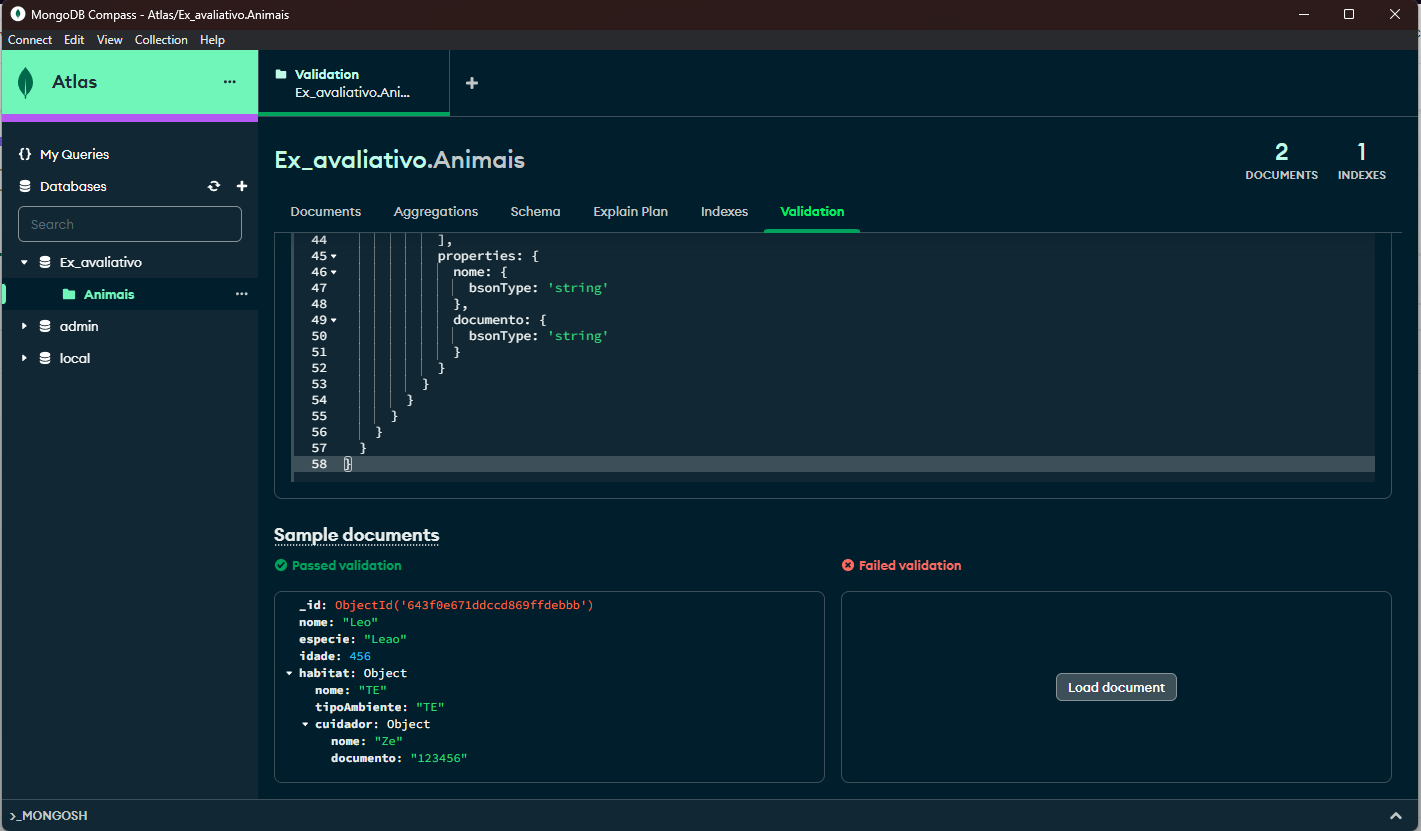 MongoDB Compass - Atlas/Ex_avaliativo.Animais
Connect Edit View Collection Help
Atlas
...
Validation
Ex_avaliativo.Ani...
+
{} My Queries
Databases
Search
Ex_avaliativo
Animais
...
admin
local
Ex_avaliativo.Animais
2
DOCUMENTS
1
INDEXES
Documents Aggregations Schema Explain Plan Indexes Validation
44 ],
45 properties: {
46 nome: {
47 bsonType: 'string'
48 },
49 documento: {
50 bsonType: 'string'
51 }
52 }
53 }
54 }
55 }
56 }
57 }
58 }
Sample documents
Passed validation
_id: ObjectId('643f0e671ddccd869ffdebbb')
nome: "Leo"
especie: "Leao"
idade: 456
habitat: Object
nome: "TE"
tipoAmbiente: "TE"
cuidador: Object
nome: "Ze"
documento: "123456"
Failed validation
Load document
>_MONGOSH